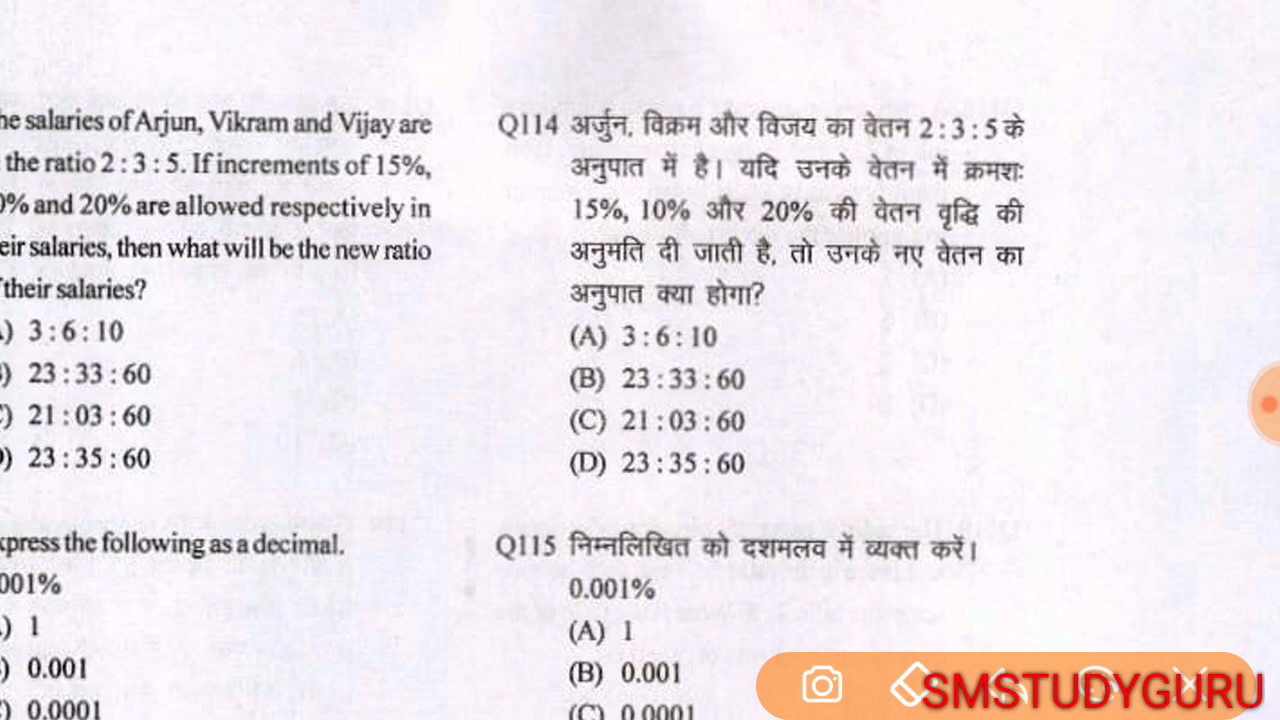 he salaries of Arjun, Vikram and Vijay are
the ratio 2 : 3 : 5. If increments of 15%,
0% and 20% are allowed respectively in
eir salaries, then what will be the new ratio
their salaries?
) 3 : 6 : 10
) 23 : 33 : 60
) 21 : 03 : 60
) 23 : 35 : 60
xpress the following as a decimal.
001%
) 1
) 0.001
) 0.0001
Q114 अर्जुन, विक्रम और विजय का वेतन 2 : 3 : 5 के
अनुपात में है। यदि उनके वेतन में क्रमशः
15%, 10% और 20% की वेतन वृद्धि की
अनुमति दी जाती है, तो उनके नए वेतन का
अनुपात क्या होगा?
(A) 3 : 6 : 10
(B) 23 : 33 : 60
(C) 21 : 03 : 60
(D) 23 : 35 : 60
Q115 निम्नलिखित को दशमलव में व्यक्त करें।
0.001%
(A) 1
(B) 0.001
(C) 0.0001
SMSTUDYGURU